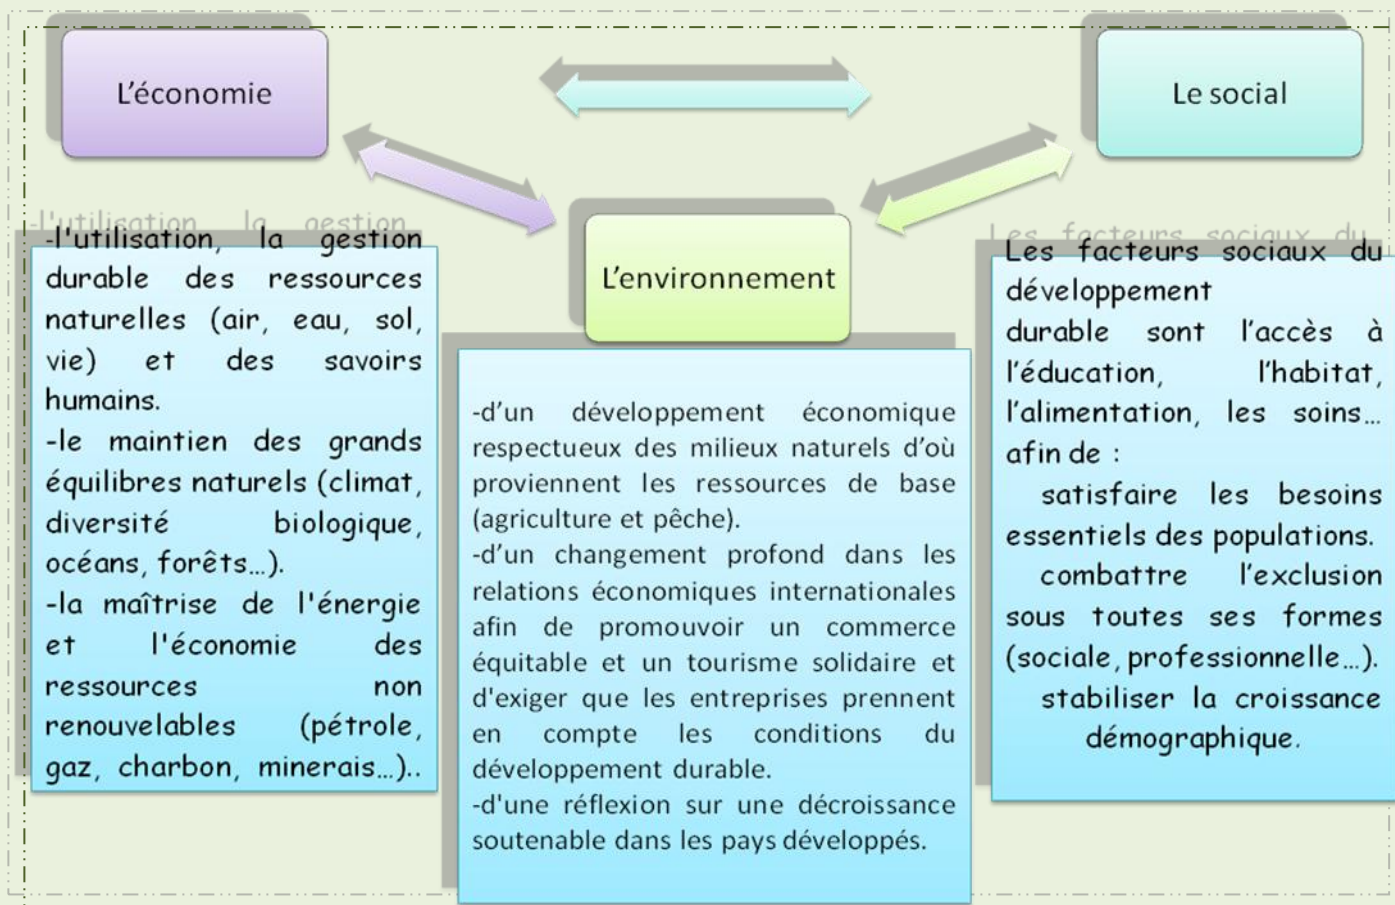 L'économie
Le social
L'environnement
-l'utilisation, la gestion
durable des ressources
naturelles (air, eau, sol,
vie) et des savoirs
humains.
-le maintien des grands
équilibres naturels (climat,
diversité biologique,
océans, forêts…).
-la maîtrise de l'énergie
et l'économie des
ressources non
renouvelables (pétrole,
gaz, charbon, minerais…)..
-d'un développement économique
respectueux des milieux naturels d'où
proviennent les ressources de base
(agriculture et pêche).
-d'un changement profond dans les
relations économiques internationales
afin de promouvoir un commerce
équitable et un tourisme solidaire et
d'exiger que les entreprises prennent
en compte les conditions du
développement durable.
-d'une réflexion sur une décroissance
soutenable dans les pays développés.
Les facteurs sociaux du
développement
durable sont l'accès à
l'éducation, l'habitat,
l'alimentation, les soins…
afin de :
satisfaire les besoins
essentiels des populations.
combattre l'exclusion
sous toutes ses formes
(sociale, professionnelle…).
stabiliser la croissance
démographique.